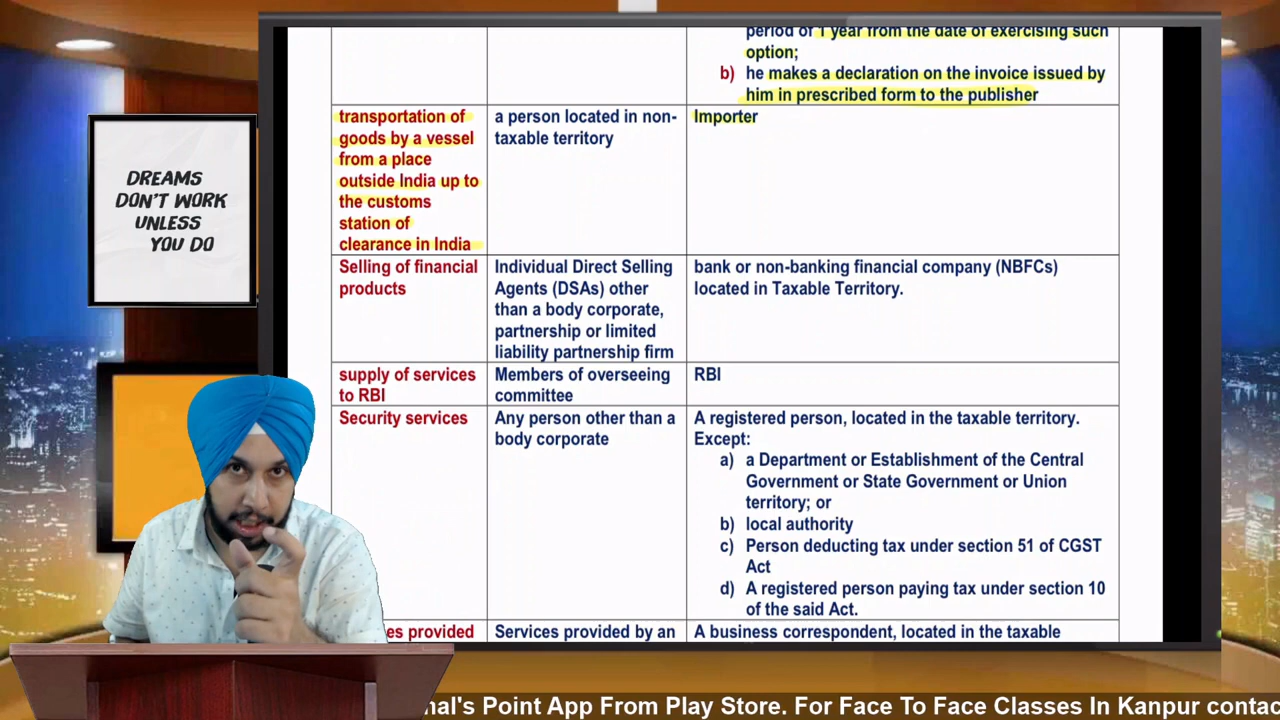 DREAMS
DON'T WORK
UNLESS
YOU DO
period of 1 year from the date of exercising such
option;
b) he makes a declaration on the invoice issued by
him in prescribed form to the publisher
transportation of
goods by a vessel
from a place
outside India up to
the customs
station of
clearance in India
a person located in non-
taxable territory
Importer
Selling of financial
products
Individual Direct Selling
Agents (DSAs) other
than a body corporate,
partnership or limited
liability partnership firm
bank or non-banking financial company (NBFCs)
located in Taxable Territory.
supply of services
to RBI
Members of overseeing
committee
RBI
Security services
Any person other than a
body corporate
A registered person, located in the taxable territory.
Except:
a) a Department or Establishment of the Central
Government or State Government or Union
territory; or
b) local authority
c) Person deducting tax under section 51 of CGST
Act
d) A registered person paying tax under section 10
of the said Act.
provided
Services provided by an
A business correspondent, located in the taxable
Point App From Play Store. For Face To Face Classes In Kanpur